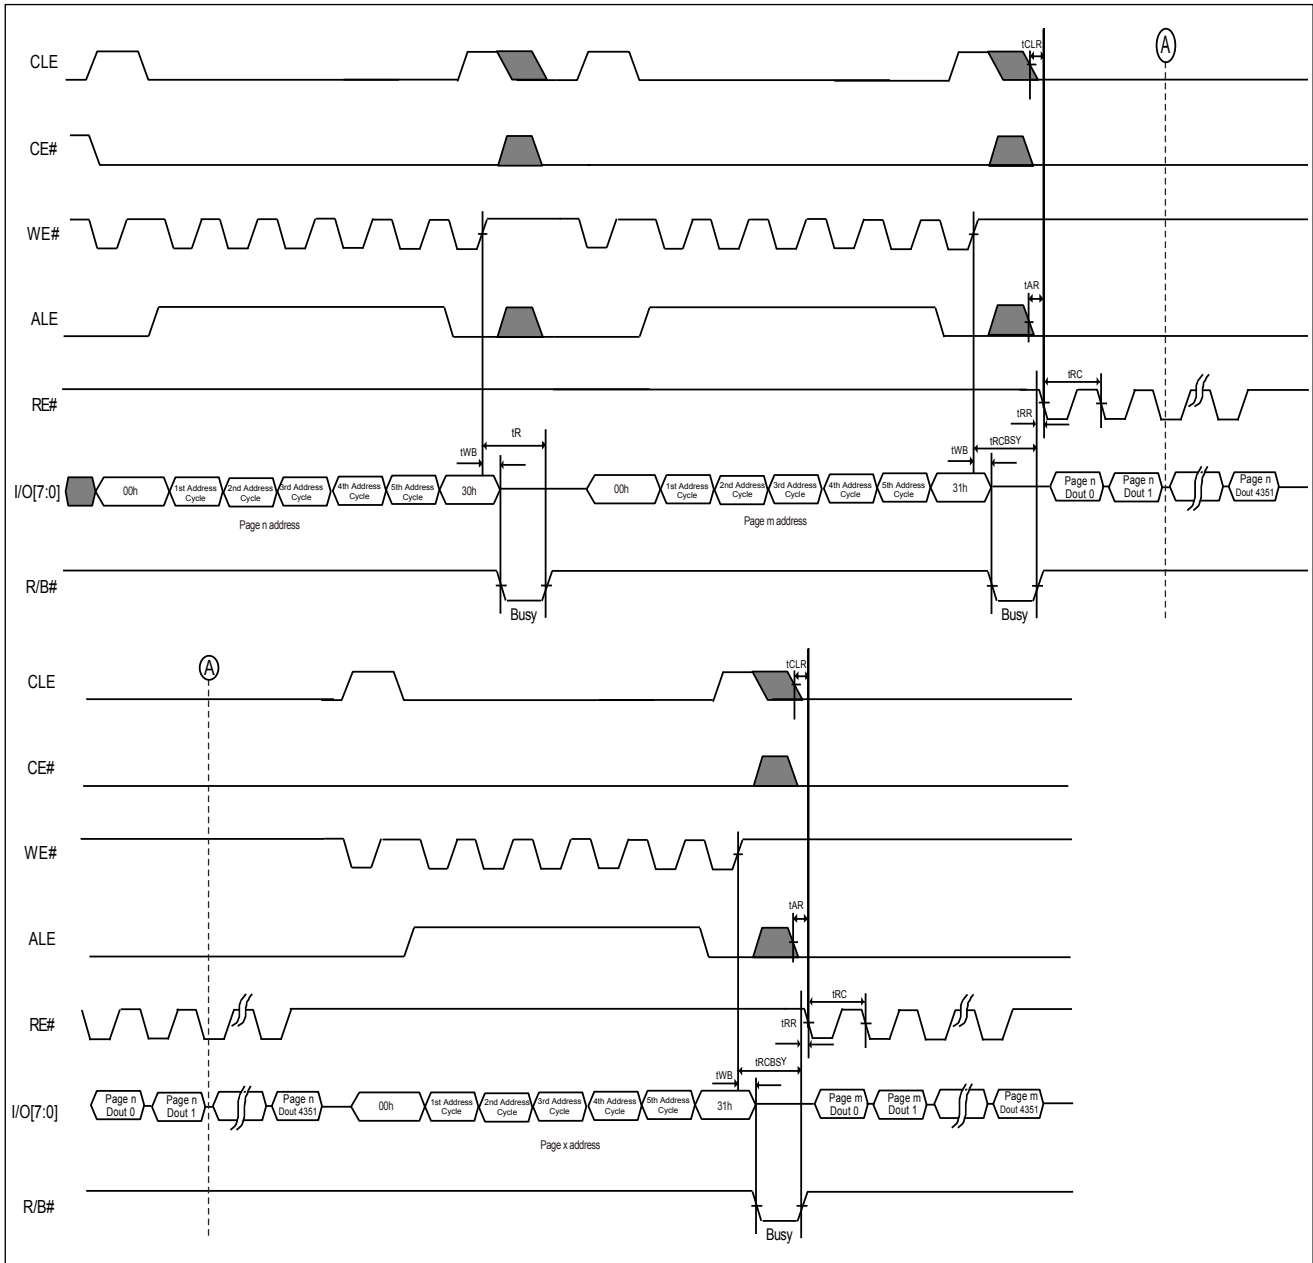 CLE
tCLR
A
CE#
WE#
ALE
tAR
RE#
tRC
tRR
tR
tWB
tWB
tRCBSY
I/O[7:0]
00h
1st Address Cycle
2nd Address Cycle
3rd Address Cycle
4th Address Cycle
5th Address Cycle
30h
00h
1st Address Cycle
2nd Address Cycle
3rd Address Cycle
4th Address Cycle
5th Address Cycle
31h
Page n Dout 0
Page n Dout 1
Page n Dout 4351
Page n address
Page m address
R/B#
Busy
Busy
A
CLE
tCLR
CE#
WE#
ALE
tAR
RE#
tRC
tRR
tRCBSY
tWB
I/O[7:0]
Page n Dout 0
Page n Dout 1
Page n Dout 4351
00h
1st Address Cycle
2nd Address Cycle
3rd Address Cycle
4th Address Cycle
5th Address Cycle
31h
Page m Dout 0
Page m Dout 1
Page m Dout 4351
Page x address
R/B#
Busy